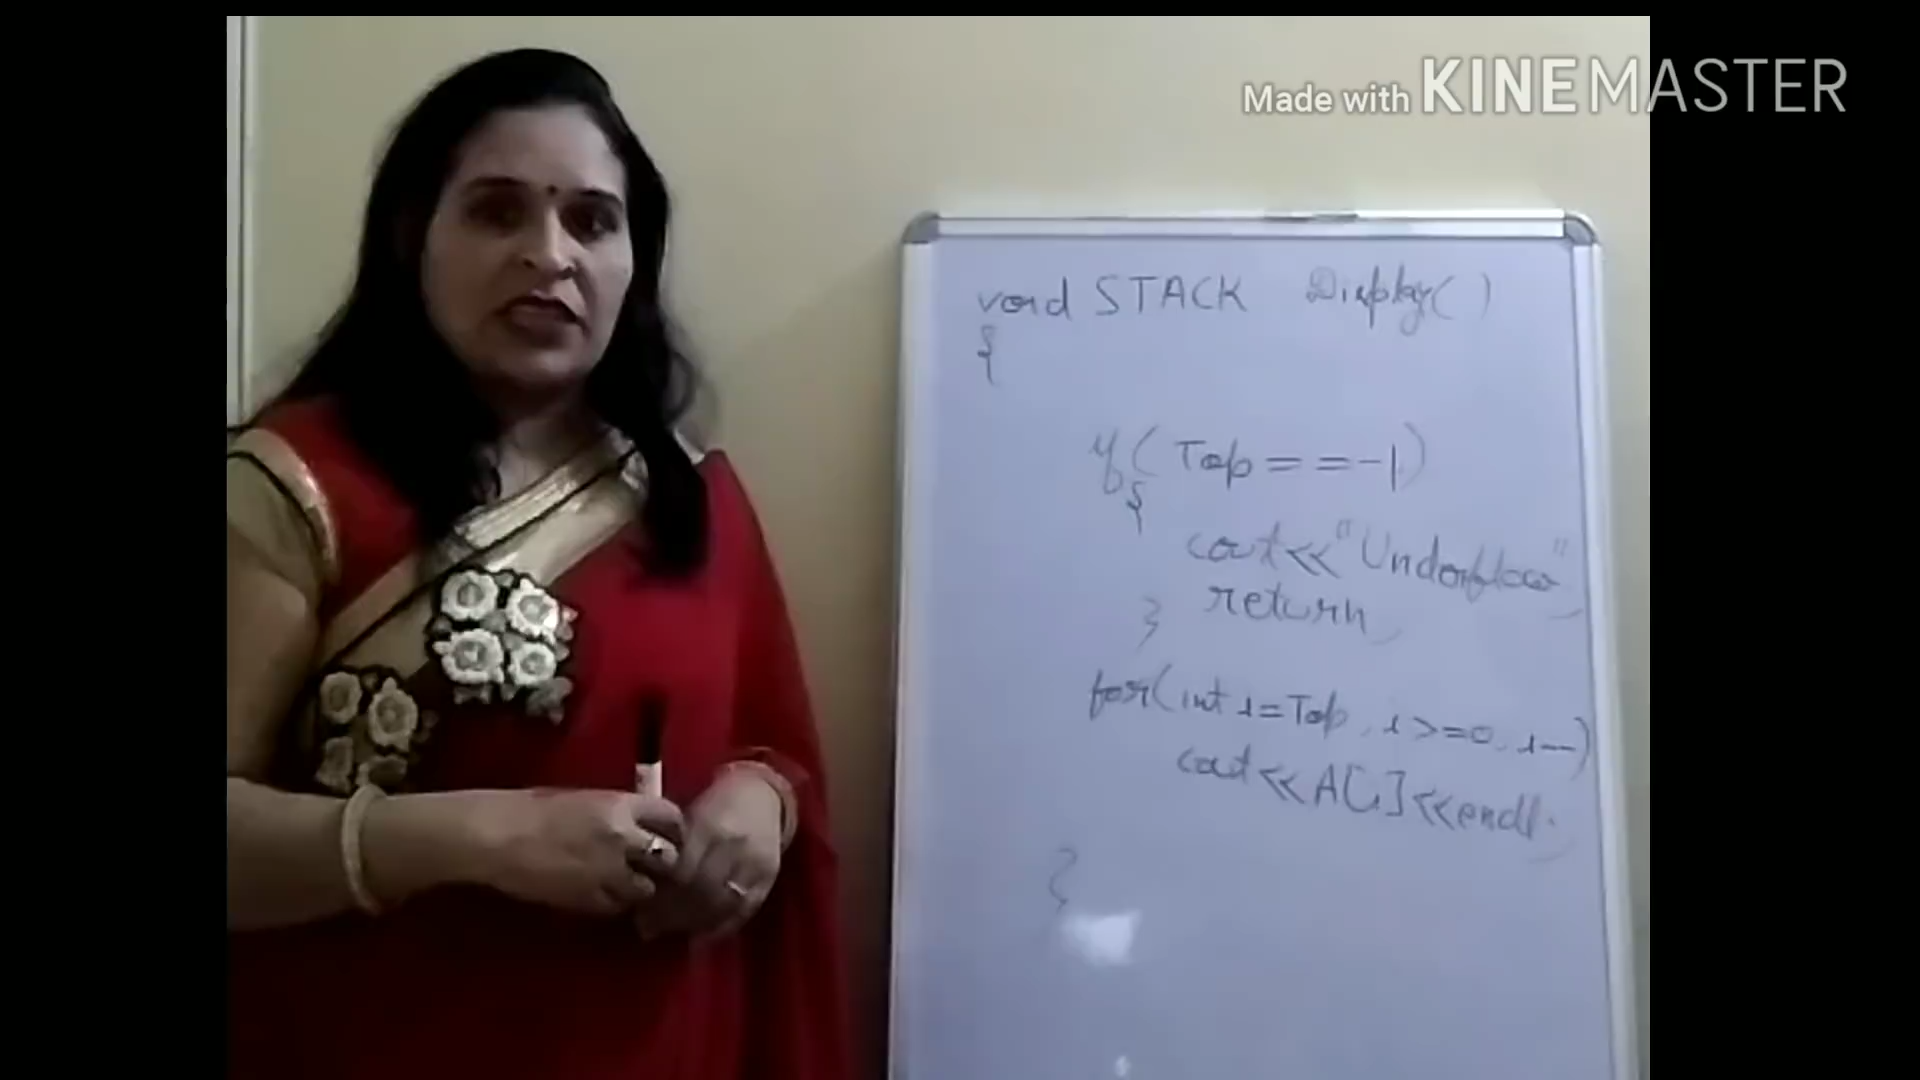 Made with KINEMASTER
void STACK Display()
{
if( Top == -1)
{
cout<<"Underflow"
return;
}
for(int i=Top, i>=0, i--)
cout<<A[i]<<endl;
}